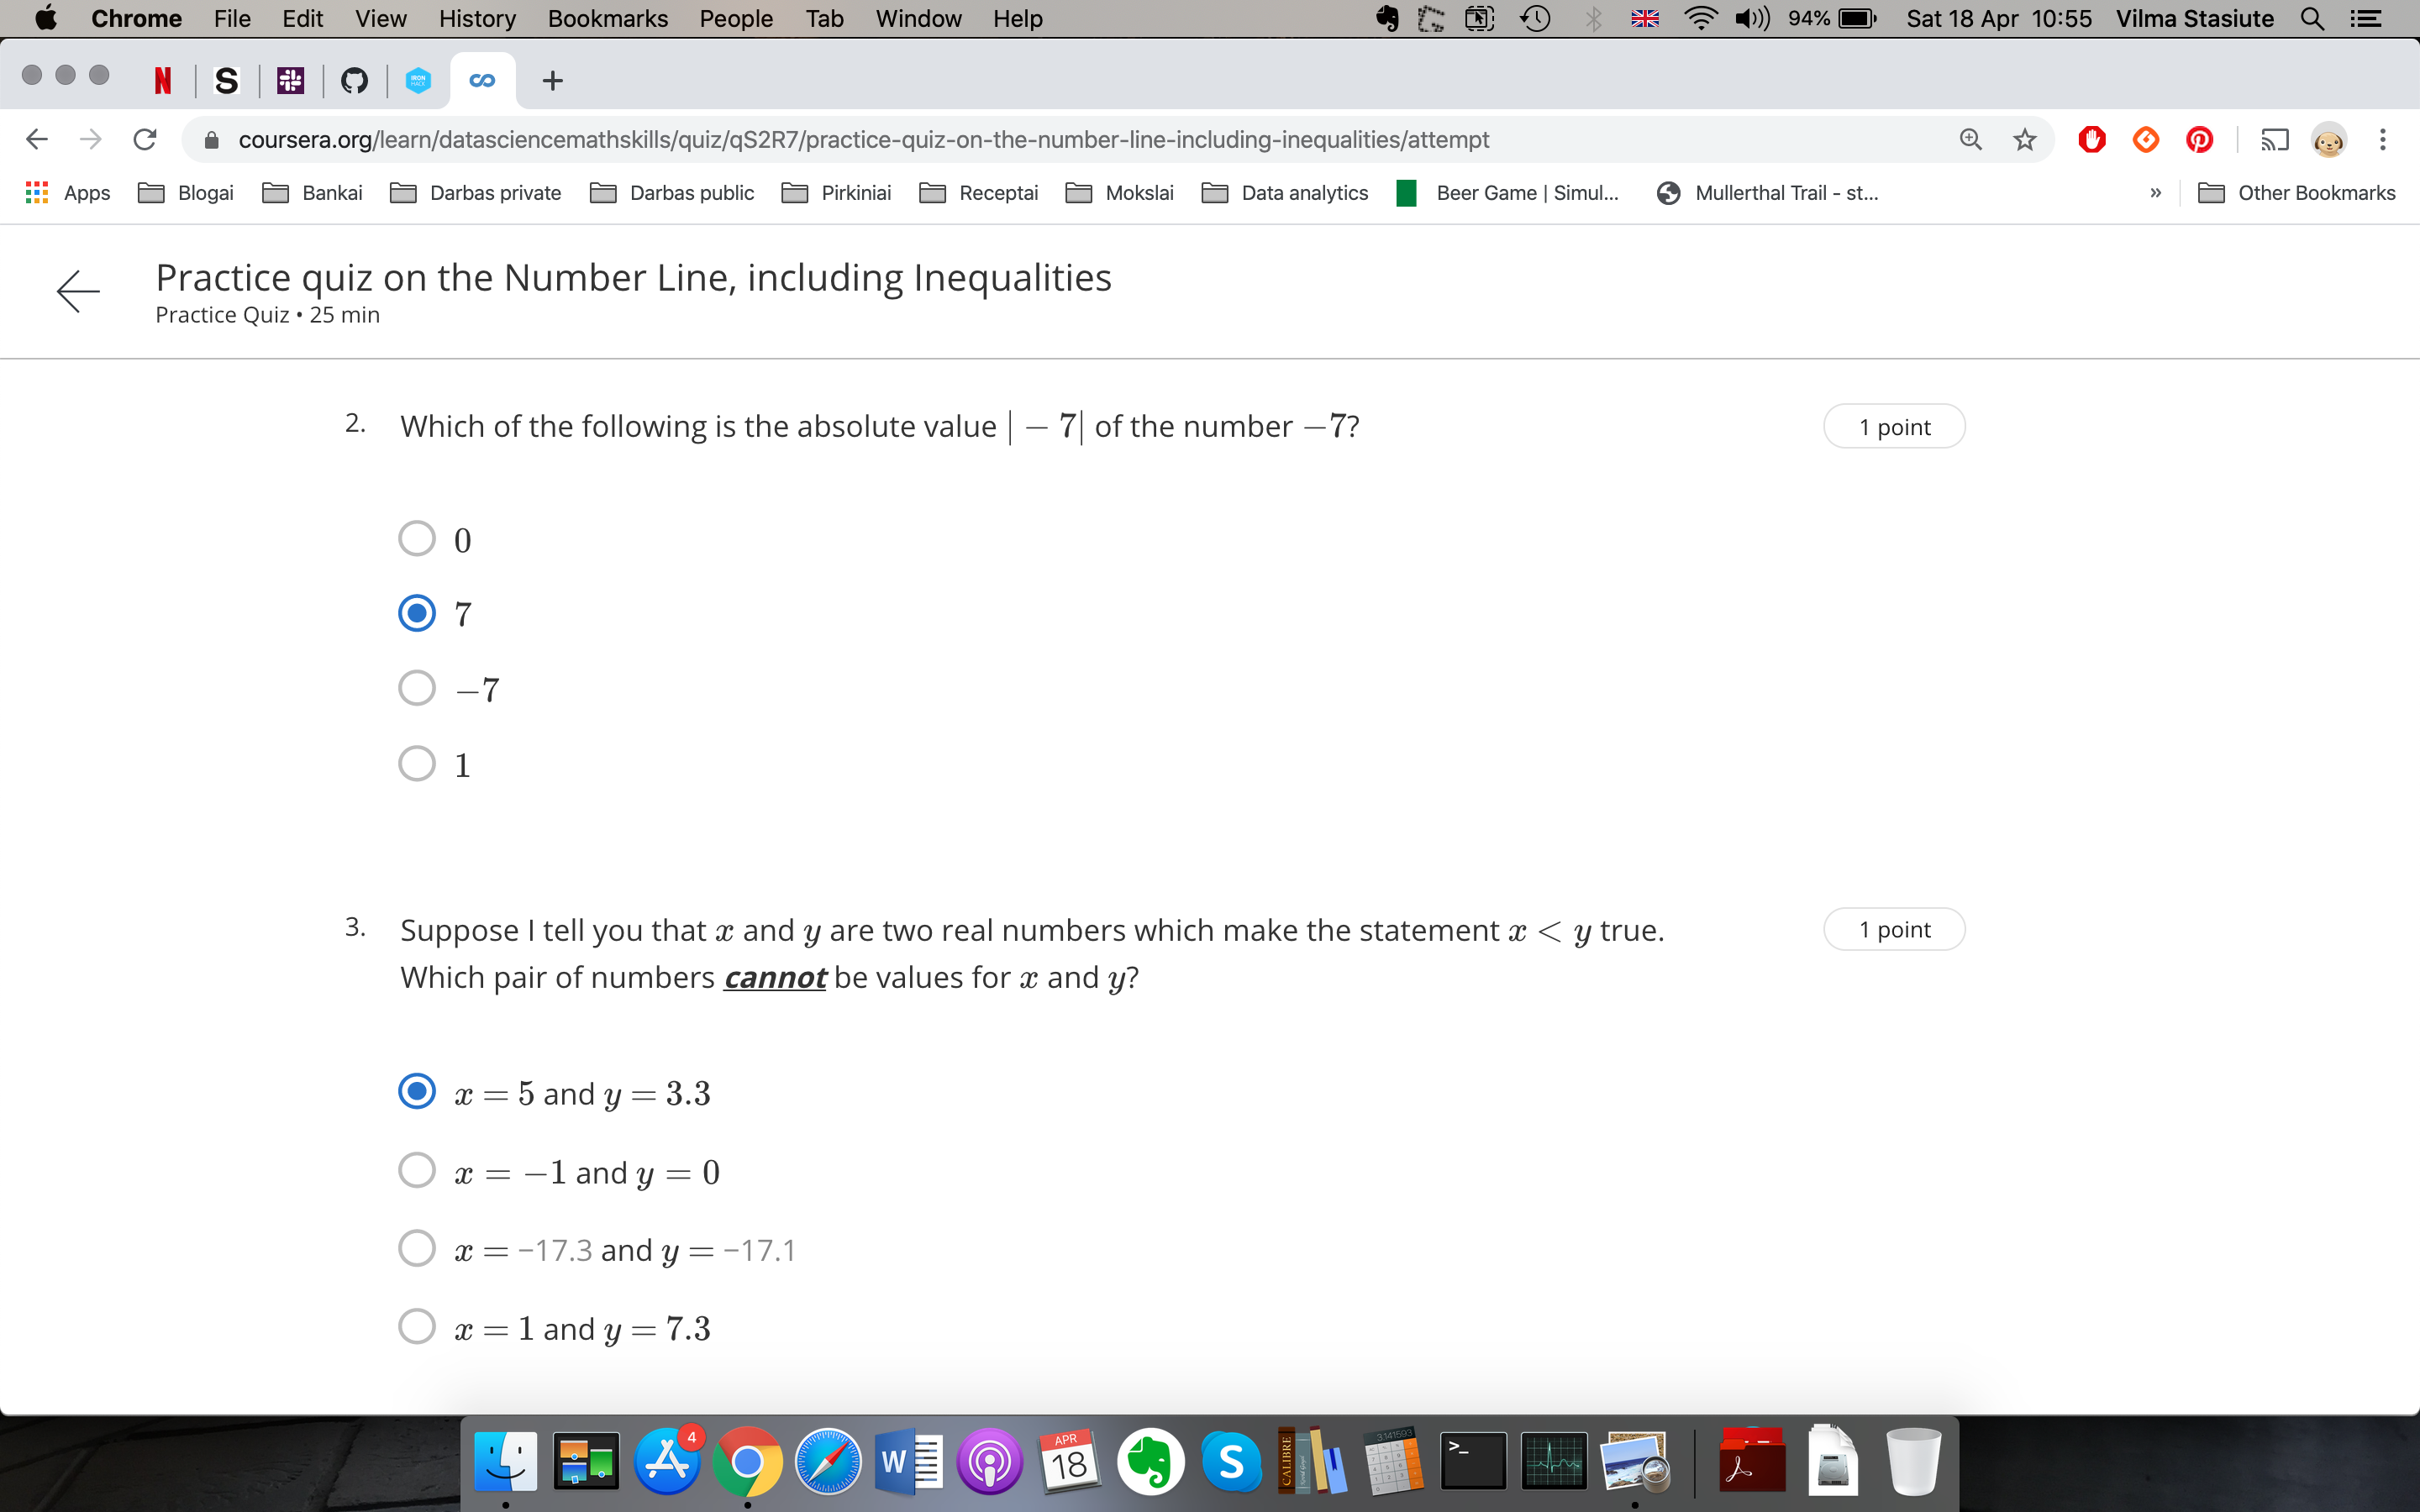 Chrome File Edit View History Bookmarks People Tab Window Help 94% Sat 18 Apr 10:55 Vilma Stasiute
N S IRON HACK
coursera.org/learn/datasciencemathskills/quiz/qS2R7/practice-quiz-on-the-number-line-including-inequalities/attempt
Apps Blogai Bankai Darbas private Darbas public Pirkiniai Receptai Mokslai Data analytics Beer Game | Simul... Mullerthal Trail - st... » Other Bookmarks
Practice quiz on the Number Line, including Inequalities
Practice Quiz • 25 min
2. Which of the following is the absolute value | − 7| of the number −7? 1 point
0
7
−7
1
3. Suppose I tell you that x and y are two real numbers which make the statement x < y true. 1 point
Which pair of numbers cannot be values for x and y?
x = 5 and y = 3.3
x = −1 and y = 0
x = −17.3 and y = −17.1
x = 1 and y = 7.3
4 W APR 18 S CALIBRE 3.141593 >_